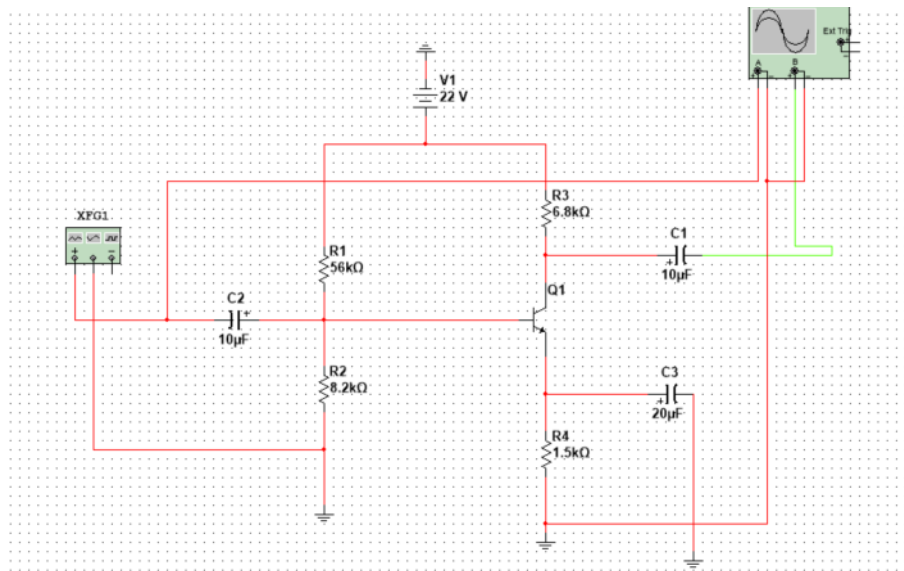 Ext Trig
A
B
V1
22 V
XFG1
R3
6.8kΩ
C1
10µF
R1
56kΩ
Q1
C2
10µF
R2
8.2kΩ
C3
20µF
R4
1.5kΩ